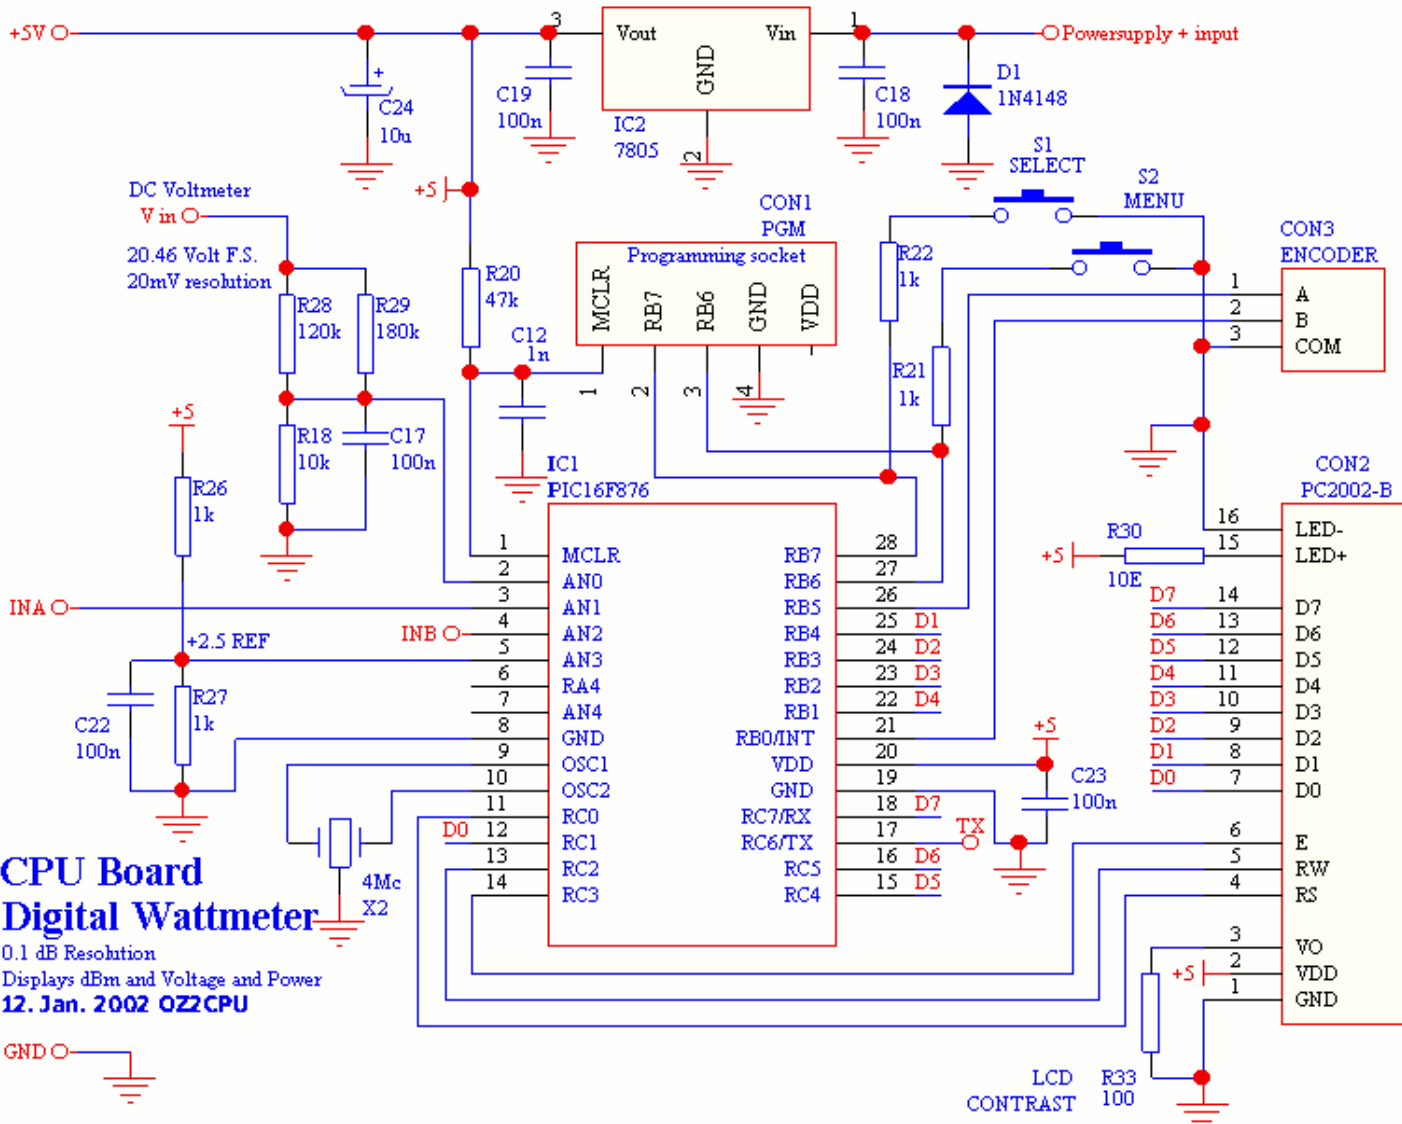 +5V
3
Vout
Vin
GND
1
Powersupply + input
+
C24
10u
C19
100n
IC2
7805
2
C18
100n
D1
1N4148
S1
SELECT
S2
MENU
DC Voltmeter
V in
+5
20.46 Volt F.S.
20mV resolution
CON1
PGM
Programming socket
MCLR
RB7
RB6
GND
VDD
1
2
3
4
R20
47k
C12
1n
R22
1k
R21
1k
CON3
ENCODER
1
A
2
B
3
COM
R28
120k
R29
180k
R18
10k
C17
100n
+5
R26
1k
+2.5 REF
R27
1k
C22
100n
INA
INB
IC1
PIC16F876
1 MCLR
2 AN0
3 AN1
4 AN2
5 AN3
6 RA4
7 AN4
8 GND
9 OSC1
10 OSC2
11 RC0
D0 12 RC1
13 RC2
14 RC3
RB7 28
RB6 27
RB5 26
RB4 25 D1
RB3 24 D2
RB2 23 D3
RB1 22 D4
RB0/INT 21
VDD 20
GND 19
RC7/RX 18 D7
RC6/TX 17 TX
RC5 16 D6
RC4 15 D5
4Mc
X2
+5
C23
100n
CON2
PC2002-B
16 LED-
R30
+5
10E
15 LED+
D7 14 D7
D6 13 D6
D5 12 D5
D4 11 D4
D3 10 D3
D2 9 D2
D1 8 D1
D0 7 D0
6 E
5 RW
4 RS
3 VO
+5 2 VDD
1 GND
LCD
CONTRAST
R33
100
CPU Board
Digital Wattmeter
0.1 dB Resolution
Displays dBm and Voltage and Power
12. Jan. 2002 OZ2CPU
GND